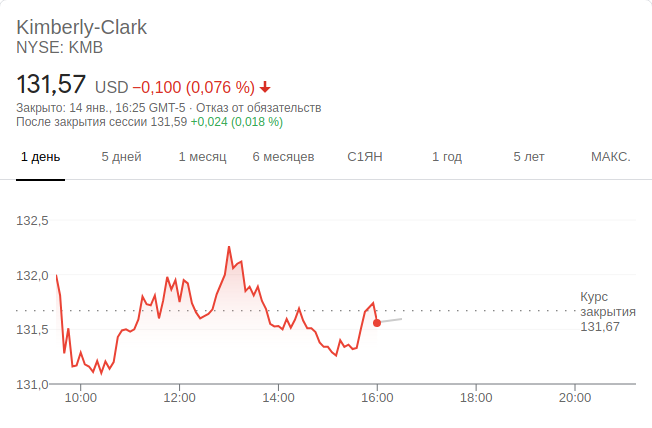 Kimberly-Clark
NYSE: KMB
131,57 USD −0,100 (0,076 %)
Закрыто: 14 янв., 16:25 GMT-5 · Отказ от обязательств
После закрытия сессии 131,59 +0,024 (0,018 %)
1 день 5 дней 1 месяц 6 месяцев С1ЯН 1 год 5 лет МАКС.
132,5
132,0
Курс
закрытия
131,67
131,5
131,0
10:00 12:00 14:00 16:00 18:00 20:00